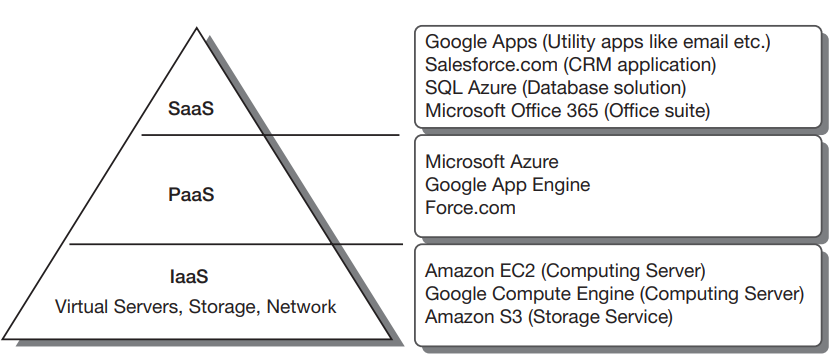 SaaS
Google Apps (Utility apps like email etc.)
Salesforce.com (CRM application)
SQL Azure (Database solution)
Microsoft Office 365 (Office suite)
PaaS
Microsoft Azure
Google App Engine
Force.com
IaaS
Virtual Servers, Storage, Network
Amazon EC2 (Computing Server)
Google Compute Engine (Computing Server)
Amazon S3 (Storage Service)